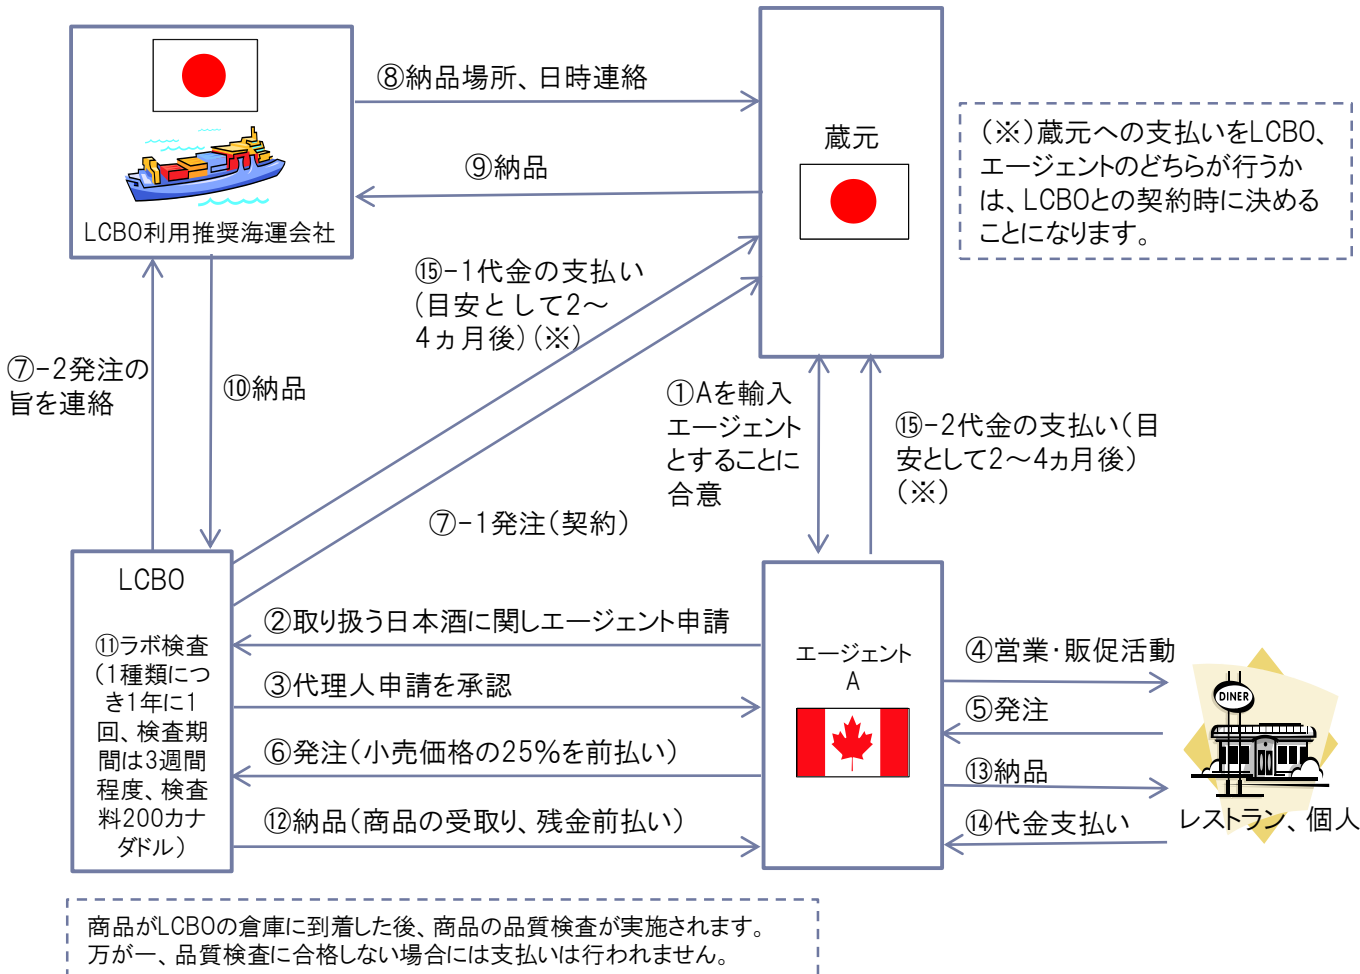 ⑧納品場所、日時連絡
蔵元
(※)蔵元への支払いをLCBO、
エージェントのどちらが行うか
は、LCBOとの契約時に決める
ことになります。
⑨納品
LCBO利用推奨海運会社
⑮-1代金の支払い
(目安として2～
4ヵ月後)(※)
⑦-2発注の
旨を連絡
⑩納品
①Aを輸入
エージェント
とすることに
合意
⑮-2代金の支払い(目
安として2～4ヵ月後)
(※)
⑦-1発注(契約)
LCBO
⑪ラボ検査
(1種類につ
き1年に1
回、検査期
間は3週間
程度、検査
料200カナ
ダドル)
②取り扱う日本酒に関しエージェント申請
③代理人申請を承認
⑥発注(小売価格の25%を前払い)
⑫納品(商品の受取り、残金前払い)
エージェント
A
④営業・販促活動
⑤発注
⑬納品
⑭代金支払い
DINER
レストラン、個人
商品がLCBOの倉庫に到着した後、商品の品質検査が実施されます。
万が一、品質検査に合格しない場合には支払いは行われません。